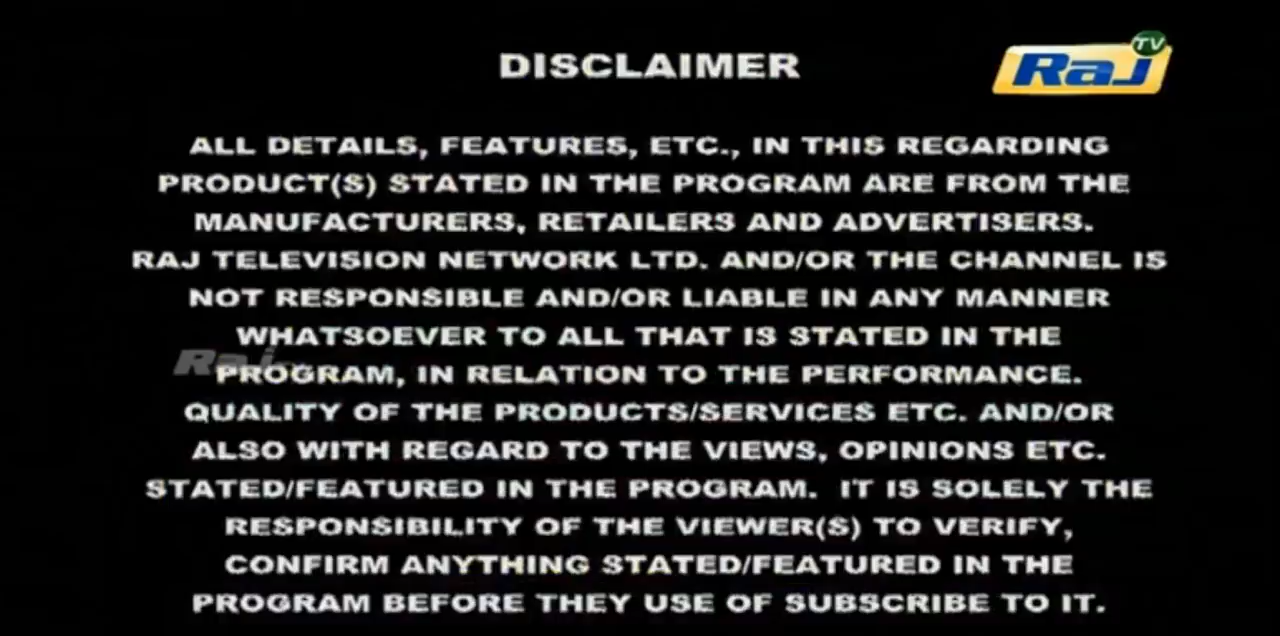 DISCLAIMER
Raj TV
ALL DETAILS, FEATURES, ETC., IN THIS REGARDING
PRODUCT(S) STATED IN THE PROGRAM ARE FROM THE
MANUFACTURERS, RETAILERS AND ADVERTISERS.
RAJ TELEVISION NETWORK LTD. AND/OR THE CHANNEL IS
NOT RESPONSIBLE AND/OR LIABLE IN ANY MANNER
WHATSOEVER TO ALL THAT IS STATED IN THE
Raj
PROGRAM, IN RELATION TO THE PERFORMANCE.
QUALITY OF THE PRODUCTS/SERVICES ETC. AND/OR
ALSO WITH REGARD TO THE VIEWS, OPINIONS ETC.
STATED/FEATURED IN THE PROGRAM. IT IS SOLELY THE
RESPONSIBILITY OF THE VIEWER(S) TO VERIFY,
CONFIRM ANYTHING STATED/FEATURED IN THE
PROGRAM BEFORE THEY USE OF SUBSCRIBE TO IT.